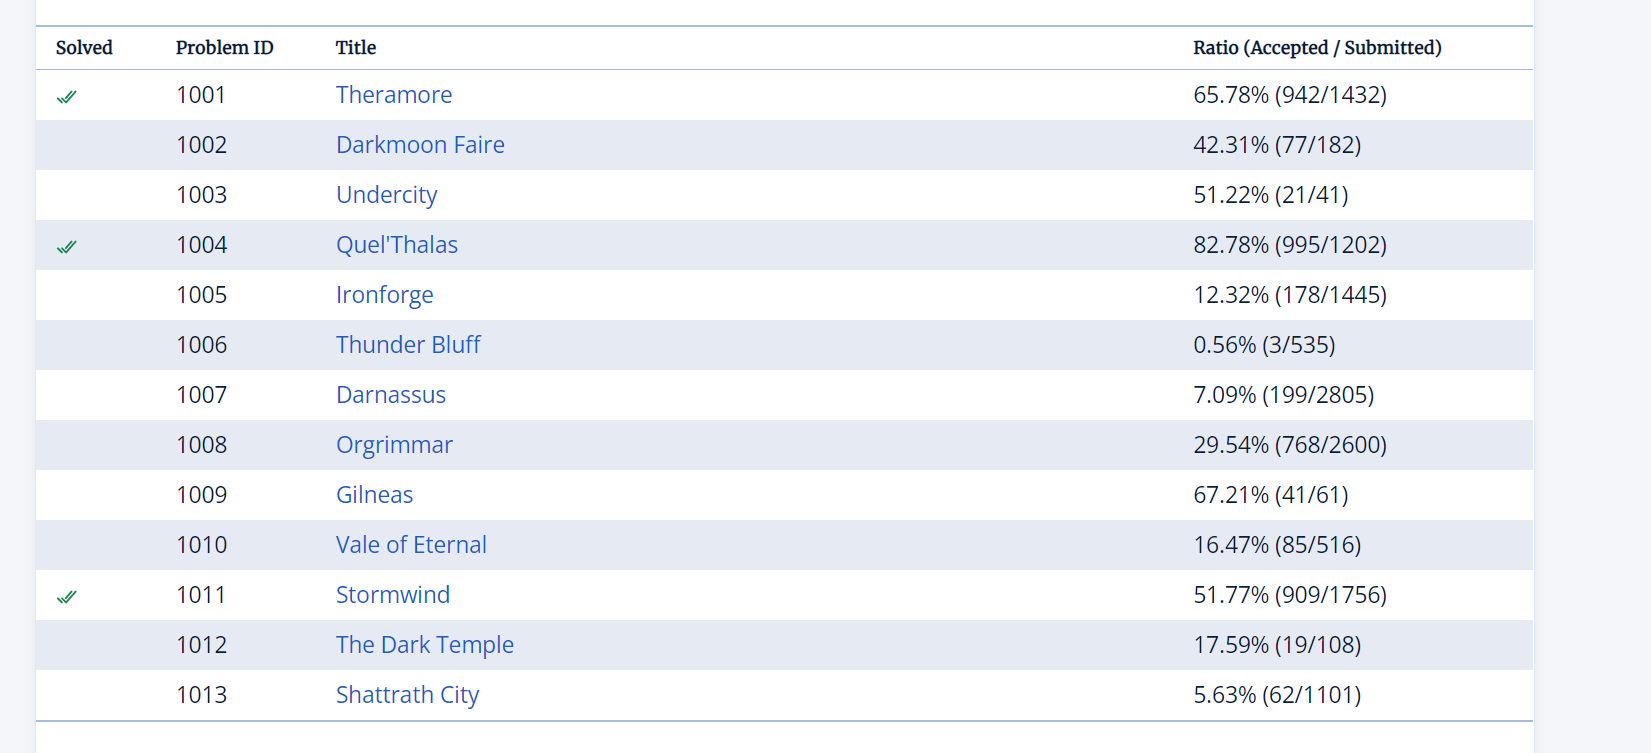 Solved Problem ID Title Ratio (Accepted / Submitted)
1001 Theramore 65.78% (942/1432)
1002 Darkmoon Faire 42.31% (77/182)
1003 Undercity 51.22% (21/41)
1004 Quel'Thalas 82.78% (995/1202)
1005 Ironforge 12.32% (178/1445)
1006 Thunder Bluff 0.56% (3/535)
1007 Darnassus 7.09% (199/2805)
1008 Orgrimmar 29.54% (768/2600)
1009 Gilneas 67.21% (41/61)
1010 Vale of Eternal 16.47% (85/516)
1011 Stormwind 51.77% (909/1756)
1012 The Dark Temple 17.59% (19/108)
1013 Shattrath City 5.63% (62/1101)